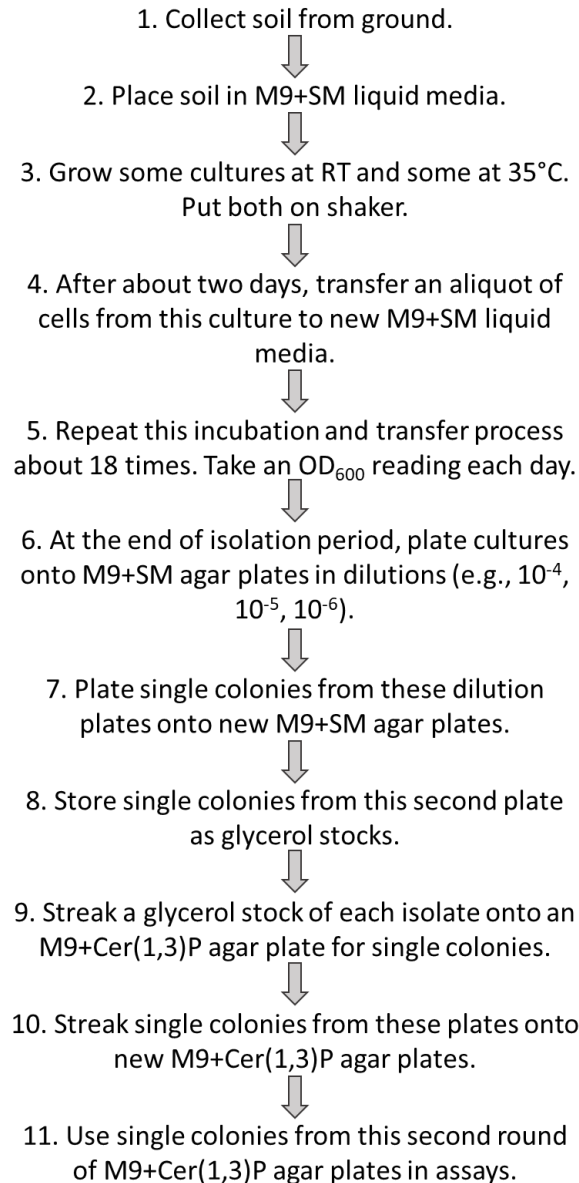 1. Collect soil from ground.
2. Place soil in M9+SM liquid media.
3. Grow some cultures at RT and some at 35°C.
Put both on shaker.
4. After about two days, transfer an aliquot of
cells from this culture to new M9+SM liquid
media.
5. Repeat this incubation and transfer process
about 18 times. Take an OD₆₀₀ reading each day.
6. At the end of isolation period, plate cultures
onto M9+SM agar plates in dilutions (e.g., 10⁻⁴,
10⁻⁵, 10⁻⁶).
7. Plate single colonies from these dilution
plates onto new M9+SM agar plates.
8. Store single colonies from this second plate
as glycerol stocks.
9. Streak a glycerol stock of each isolate onto an
M9+Cer(1,3)P agar plate for single colonies.
10. Streak single colonies from these plates onto
new M9+Cer(1,3)P agar plates.
11. Use single colonies from this second round
of M9+Cer(1,3)P agar plates in assays.